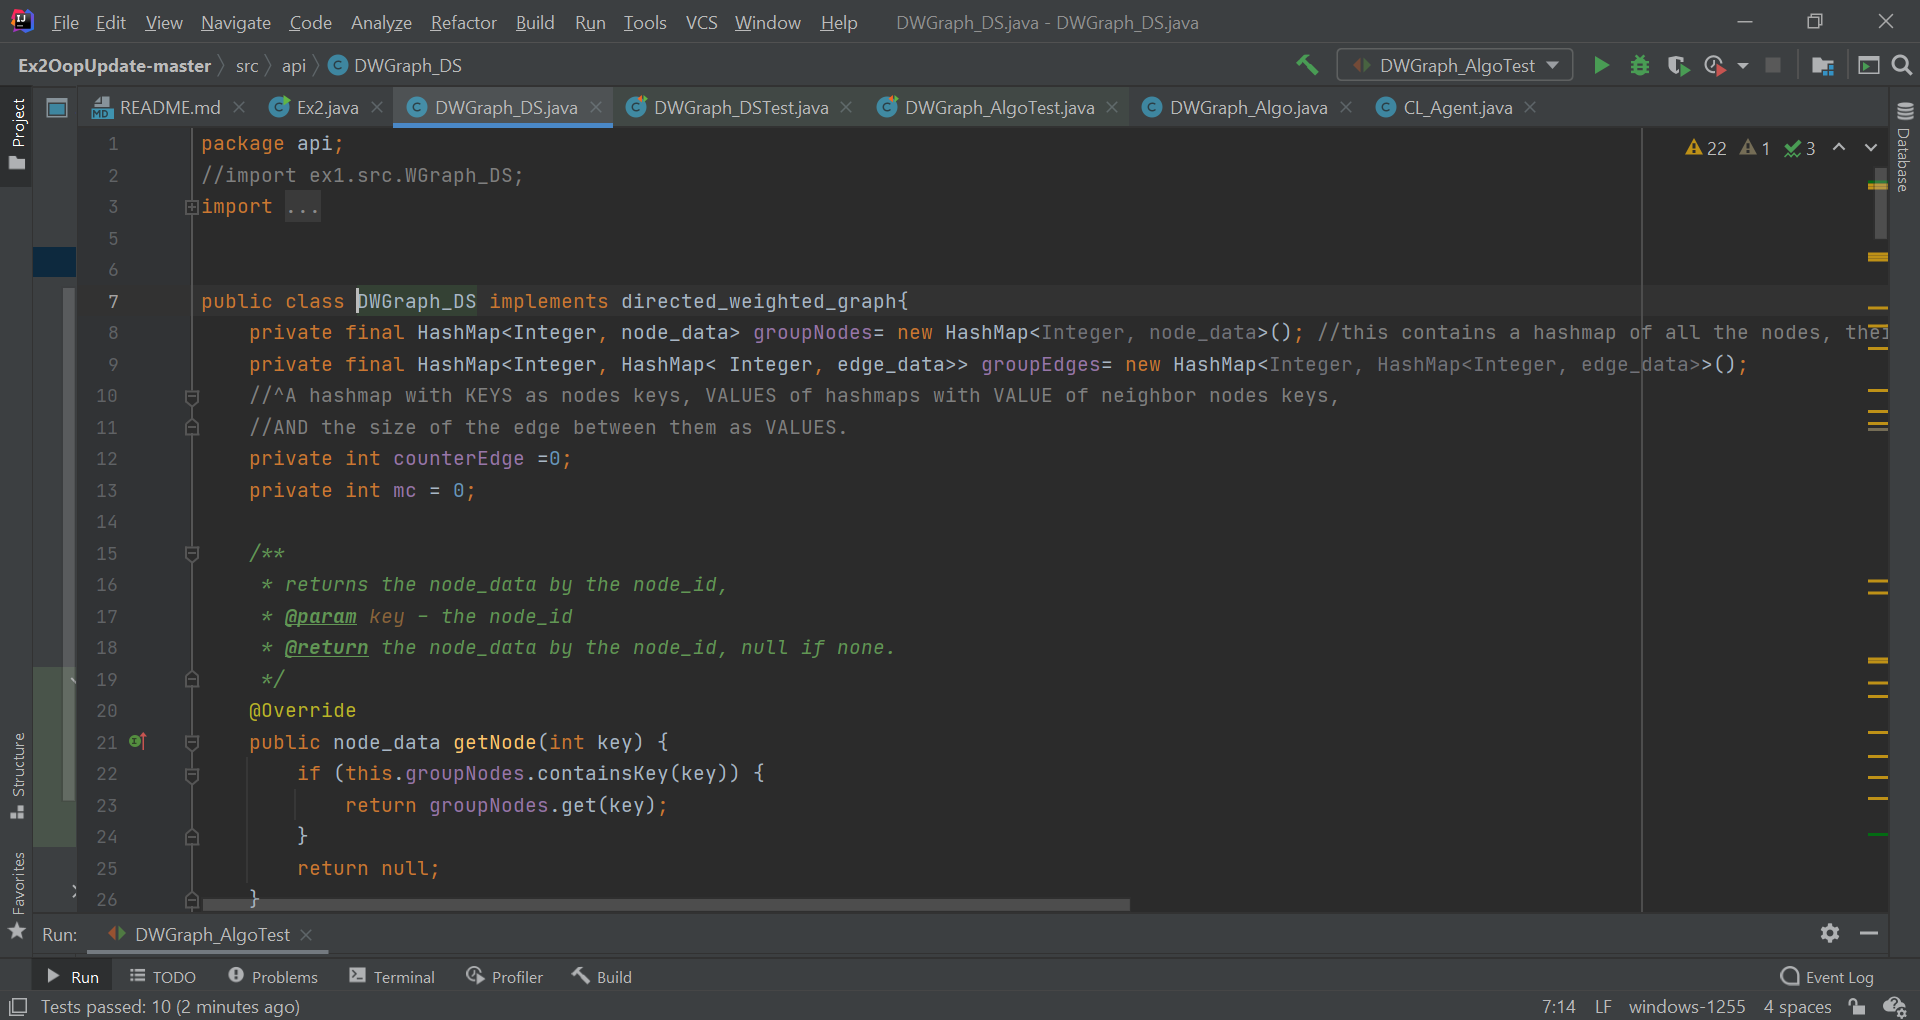 File Edit View Navigate Code Analyze Refactor Build Run Tools VCS Window Help DWGraph_DS.java - DWGraph_DS.java
Ex2OopUpdate-master src api DWGraph_DS DWGraph_AlgoTest
README.md Ex2.java DWGraph_DS.java DWGraph_DSTest.java DWGraph_AlgoTest.java DWGraph_Algo.java CL_Agent.java
Project
Database
22 1 3
1 package api;
2 //import ex1.src.WGraph_DS;
3 import ...
5
6
7 public class DWGraph_DS implements directed_weighted_graph{
8 private final HashMap<Integer, node_data> groupNodes= new HashMap<Integer, node_data>(); //this contains a hashmap of all the nodes, thei
9 private final HashMap<Integer, HashMap< Integer, edge_data>> groupEdges= new HashMap<Integer, HashMap<Integer, edge_data>>();
10 //^A hashmap with KEYS as nodes keys, VALUES of hashmaps with VALUE of neighbor nodes keys,
11 //AND the size of the edge between them as VALUES.
12 private int counterEdge =0;
13 private int mc = 0;
14
15 /**
16 * returns the node_data by the node_id,
17 * @param key - the node_id
18 * @return the node_data by the node_id, null if none.
19 */
20 @Override
21 public node_data getNode(int key) {
22 if (this.groupNodes.containsKey(key)) {
23 return groupNodes.get(key);
24 }
25 return null;
26 }
Structure
Favorites
Run: DWGraph_AlgoTest
Run TODO Problems Terminal Profiler Build Event Log
Tests passed: 10 (2 minutes ago) 7:14 LF windows-1255 4 spaces